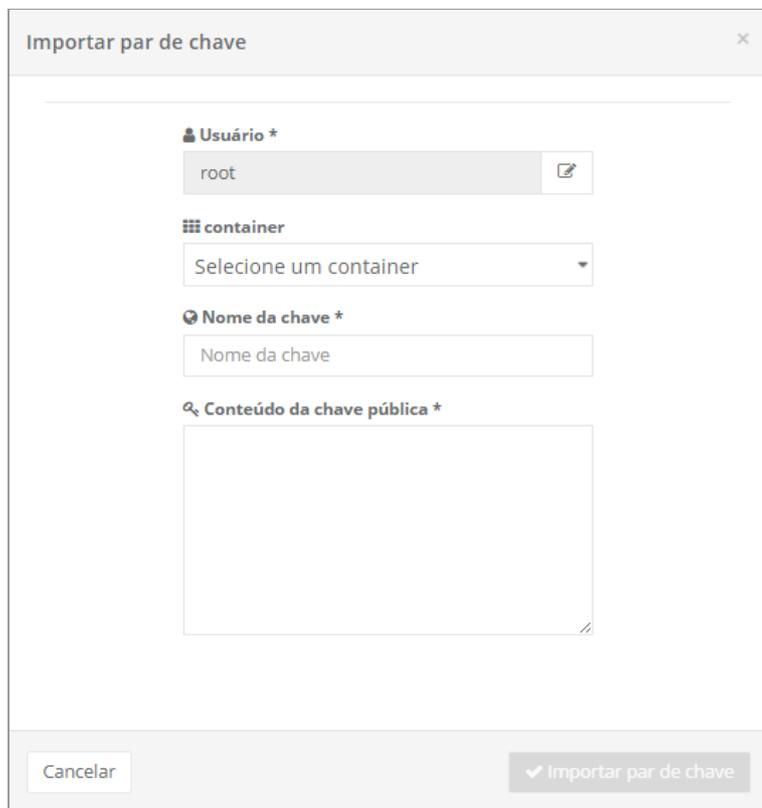 Importar par de chave ×
Usuário *
root
container
Selecione um container
Nome da chave *
Nome da chave
Conteúdo da chave pública *
Cancelar
Importar par de chave